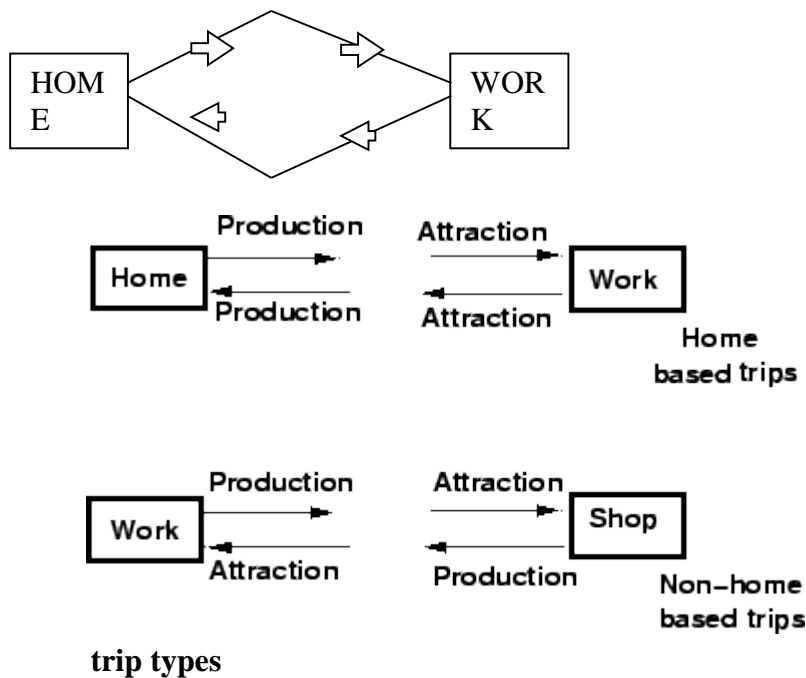 HOM
E
WOR
K
Production
Attraction
Home
Work
Production
Attraction
Home
based trips
Production
Attraction
Work
Shop
Attraction
Production
Non-home
based trips
trip types